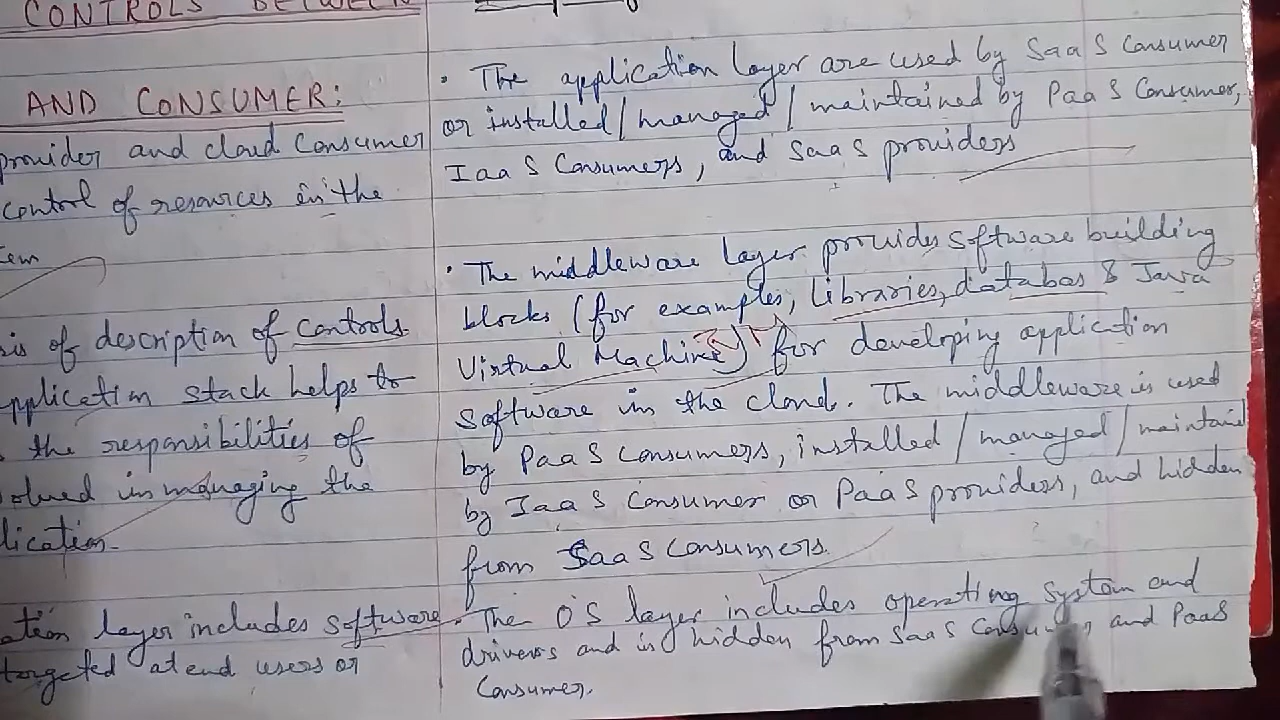 CONTROLS BETWEEN
AND CONSUMER:
provider and cloud Consumer
control of resources in the
tem
is of description of controls.
pplication stack helps to
the responsibilities of
olved in managing the
lication.
ation layer includes software
targeted at end users or
• The application layer are used by SaaS Consumer
or installed/managed/maintained by PaaS Consumer,
IaaS Consumers, and SaaS providers
• The middleware layer provides software building
blocks (for examples, libraries, databas & Java
Virtual Machine) for developing application
software in the cloud. The middleware is used
by PaaS consumers, installed/managed/maintained
by IaaS consumer or PaaS providers, and hidden
from SaaS consumers.
• The OS layer includes operating system and
drivers and is hidden from SaaS Consumer, and PaaS
Consumer.